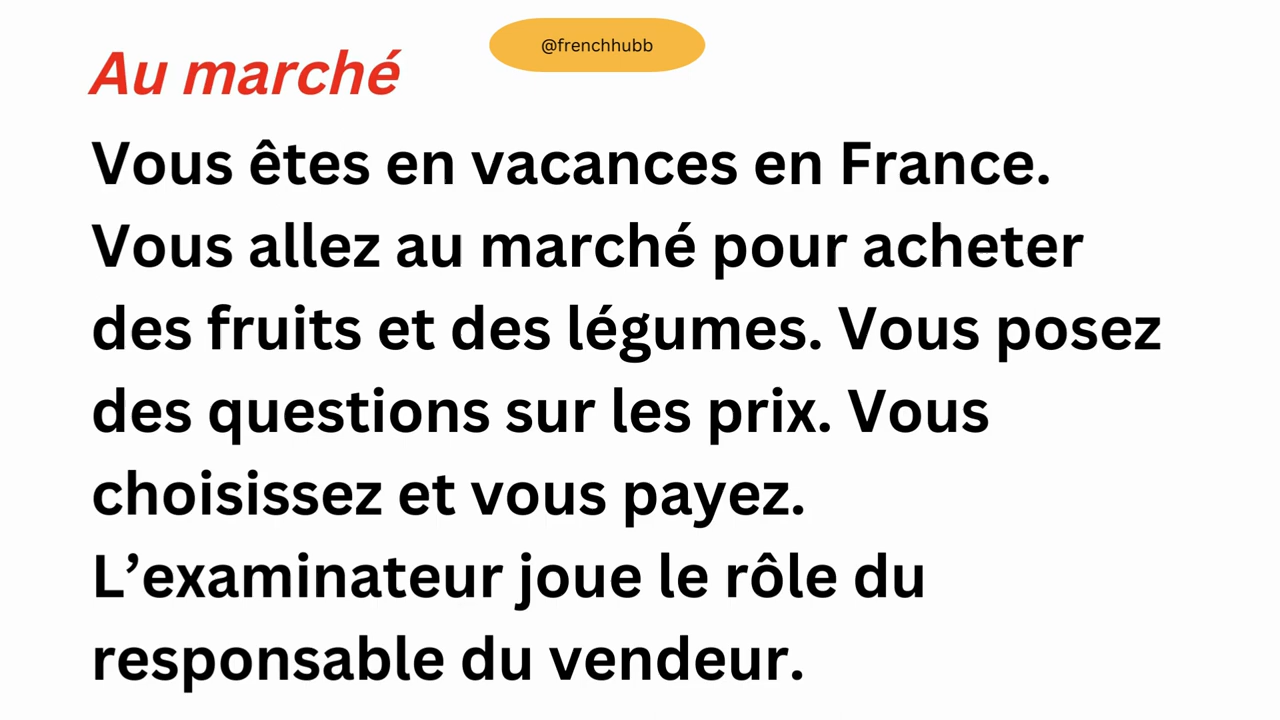 @frenchhubb
Au marché
Vous êtes en vacances en France.
Vous allez au marché pour acheter
des fruits et des légumes. Vous posez
des questions sur les prix. Vous
choisissez et vous payez.
L’examinateur joue le rôle du
responsable du vendeur.